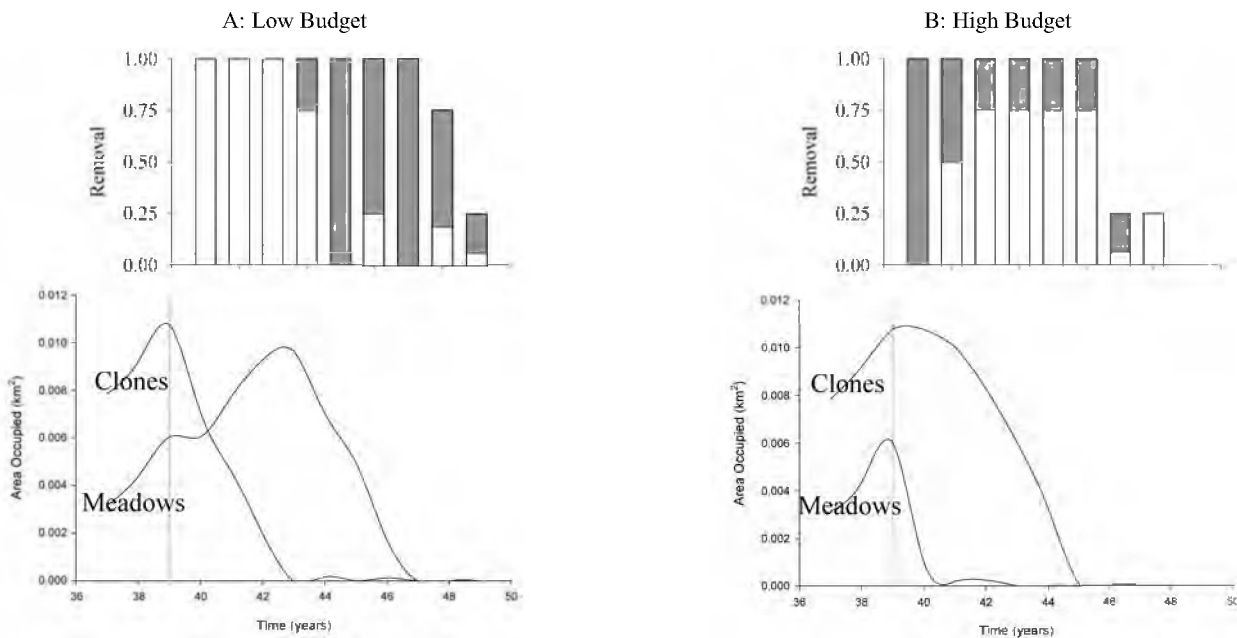 A: Low Budget
B: High Budget
1.00
0.75
0.50
0.25
0.00
Removal
1.00
0.75
0.50
0.25
0.00
Removal
0.012
0.010
0.008
0.006
0.004
0.002
0.000
Area Occupied (km²)
Clones
Meadows
36 38 40 42 44 46 48 50
Time (years)
0.012
0.010
0.008
0.006
0.004
0.002
0.000
Area Occupied (km²)
Clones
Meadows
36 38 40 42 44 46 48 50
Time (years)